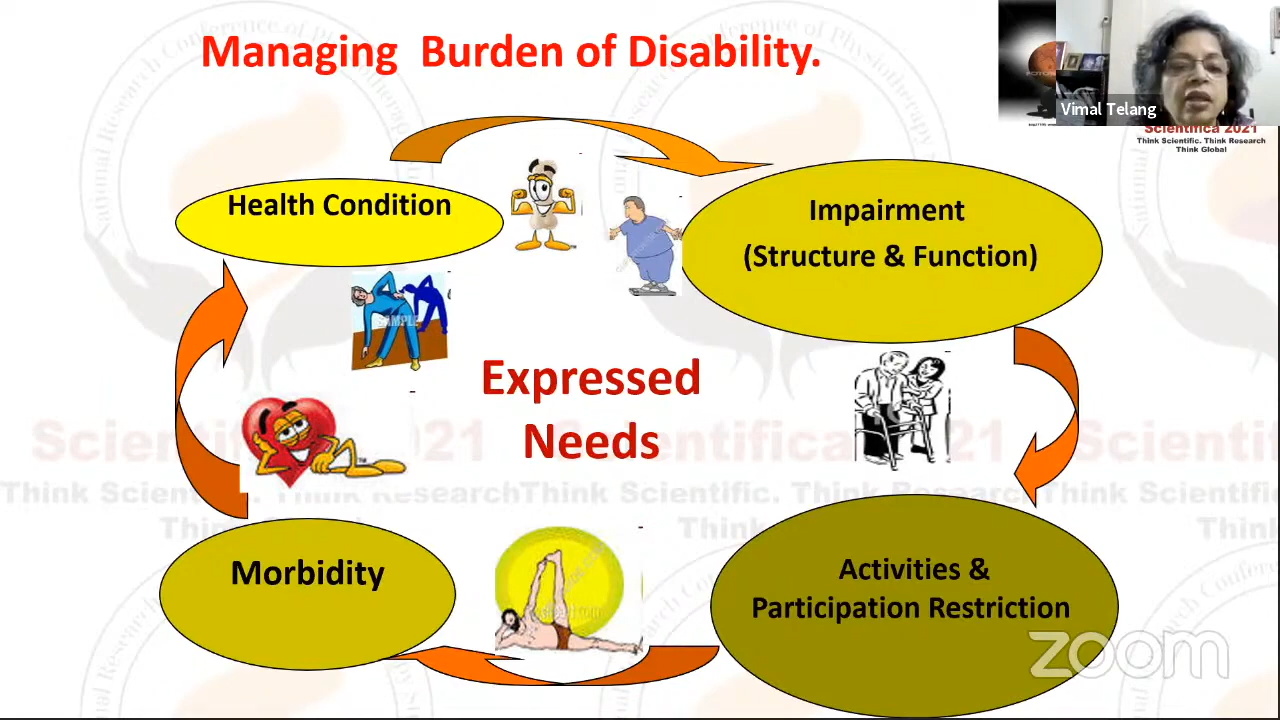 Managing Burden of Disability.
Vimal Telang
Scientifica 2021
Think Scientific. Think Research
Think Global
Health Condition
Impairment
(Structure & Function)
SAMPLE
Expressed
Needs
Morbidity
Activities &
Participation Restriction
zoom